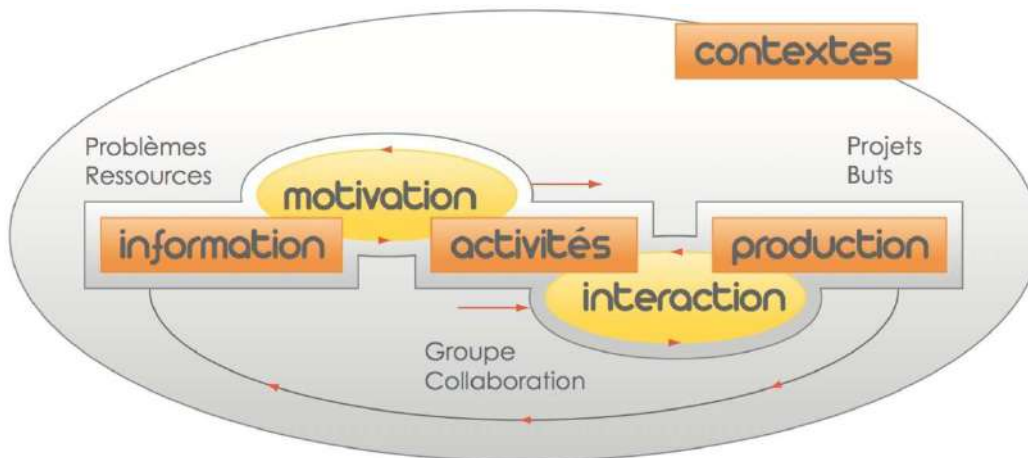 contextes
Problèmes
Ressources
Projets
Buts
motivation
information
activités
production
interaction
Groupe
Collaboration